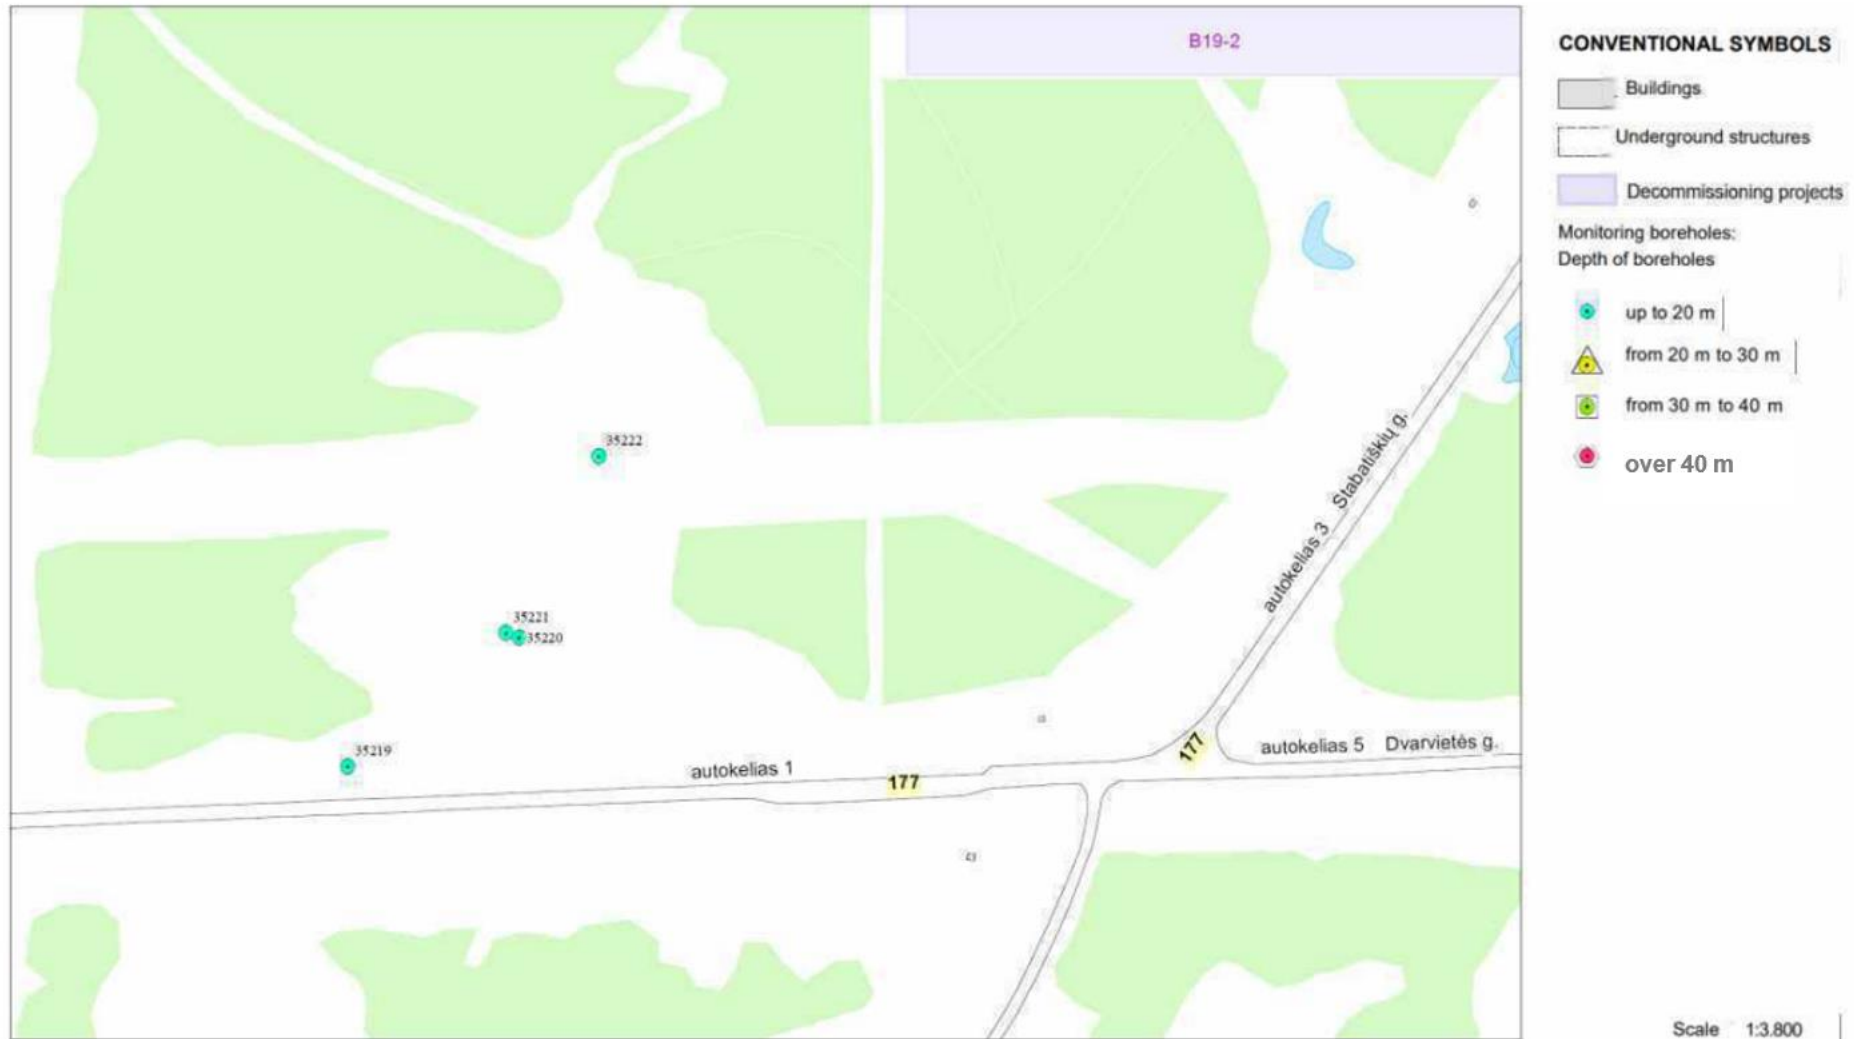 B19-2
35222
35221
35220
35219
autokelias 1
177
177
autokelias 3 Stabatiškių g.
autokelias 5 Dvarvietės g.
CONVENTIONAL SYMBOLS
Buildings
Underground structures
Decommissioning projects
Monitoring boreholes:
Depth of boreholes
up to 20 m
from 20 m to 30 m
from 30 m to 40 m
over 40 m
Scale 1:3.800